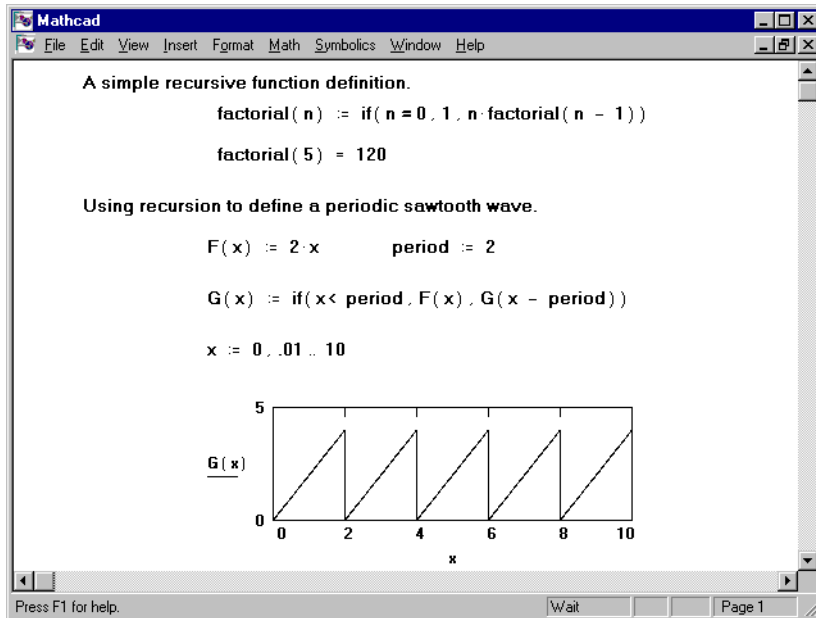 Mathcad
File Edit View Insert Format Math Symbolics Window Help
A simple recursive function definition.
factorial( n ) := if( n = 0 , 1 , n·factorial( n − 1 ) )
factorial( 5 ) = 120
Using recursion to define a periodic sawtooth wave.
F( x ) := 2·x period := 2
G( x ) := if( x< period , F( x ) , G( x − period ) )
x := 0 , .01 .. 10
5
G( x )
0
0 2 4 6 8 10
x
Press F1 for help. Wait Page 1